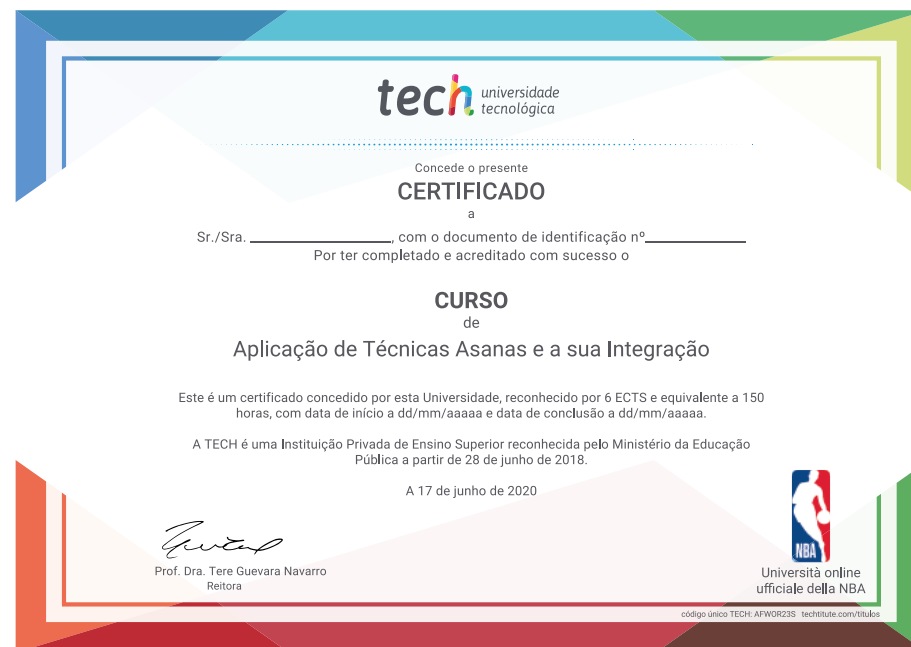 tech universidade
tecnológica
Concede o presente
CERTIFICADO
a
Sr./Sra. ____________________, com o documento de identificação nº______________
Por ter completado e acreditado com sucesso o
CURSO
de
Aplicação de Técnicas Asanas e a sua Integração
Este é um certificado concedido por esta Universidade, reconhecido por 6 ECTS e equivalente a 150
horas, com data de início a dd/mm/aaaaa e data de conclusão a dd/mm/aaaaa.
A TECH é uma Instituição Privada de Ensino Superior reconhecida pelo Ministério da Educação
Pública a partir de 28 de junho de 2018.
A 17 de junho de 2020
Prof. Dra. Tere Guevara Navarro
Reitora
NBA
Università online
ufficiale della NBA
código único TECH: AFWOR23S techtitute.com/titulos